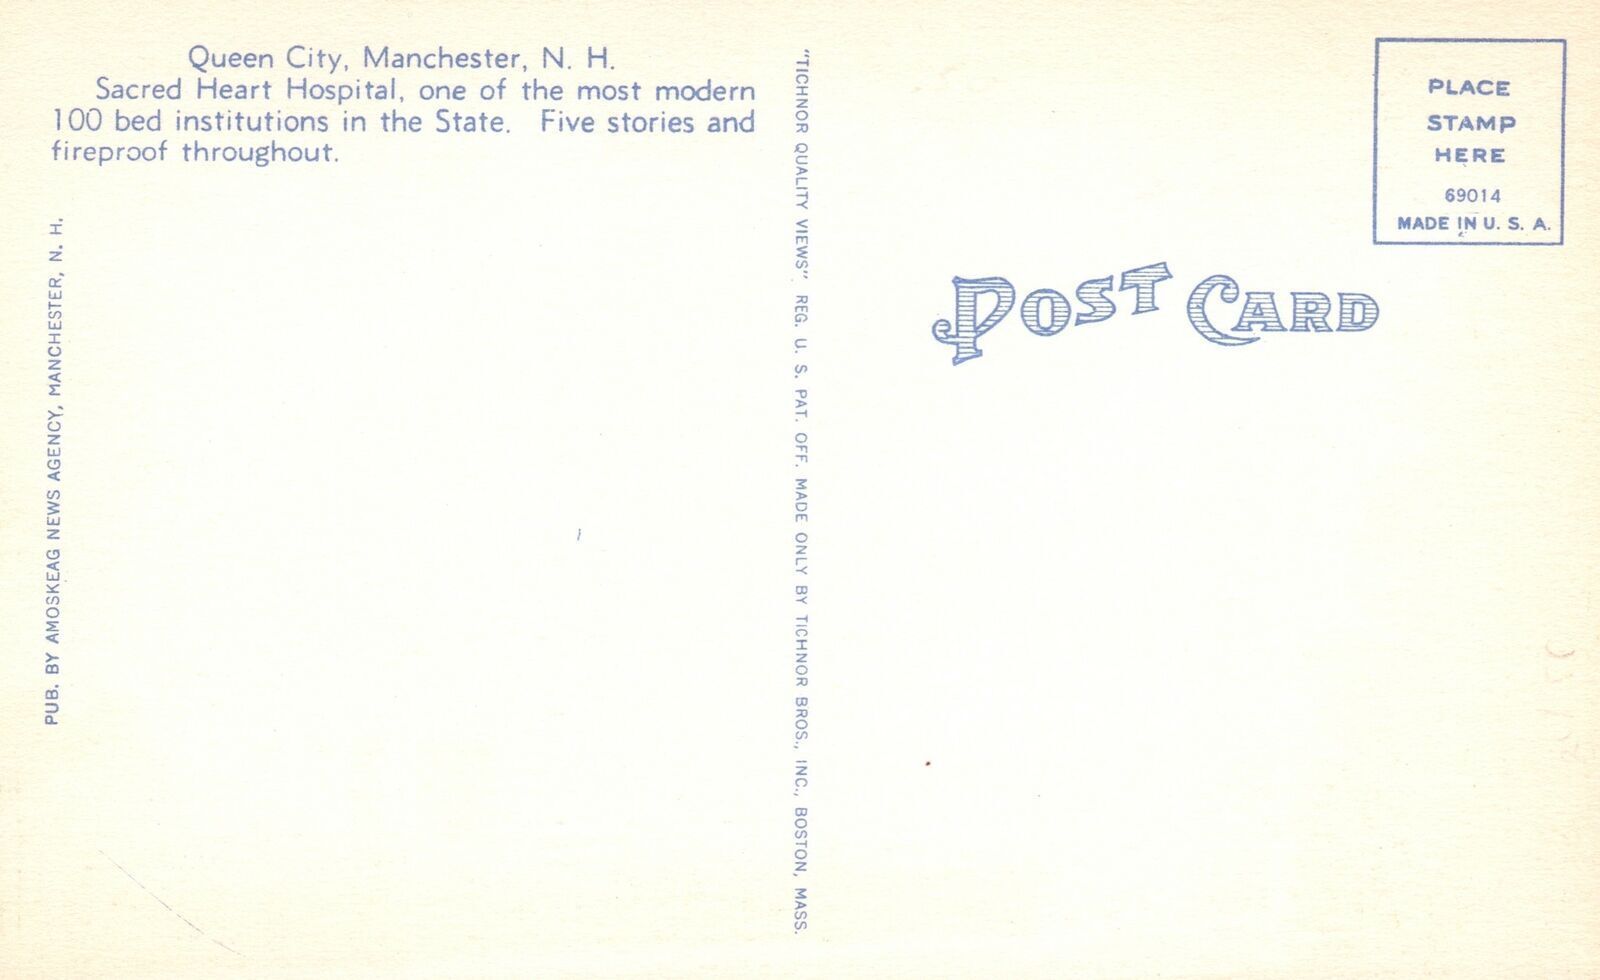 Queen City, Manchester, N. H.
Sacred Heart Hospital, one of the most modern
100 bed institutions in the State. Five stories and
fireproof throughout.
PUB. BY AMOSKEAG NEWS AGENCY, MANCHESTER, N. H.
"TICHNOR QUALITY VIEWS" REG. U. S. PAT. OFF. MADE ONLY BY TICHNOR BROS., INC., BOSTON, MASS.
POST CARD
PLACE
STAMP
HERE
69014
MADE IN U. S. A.